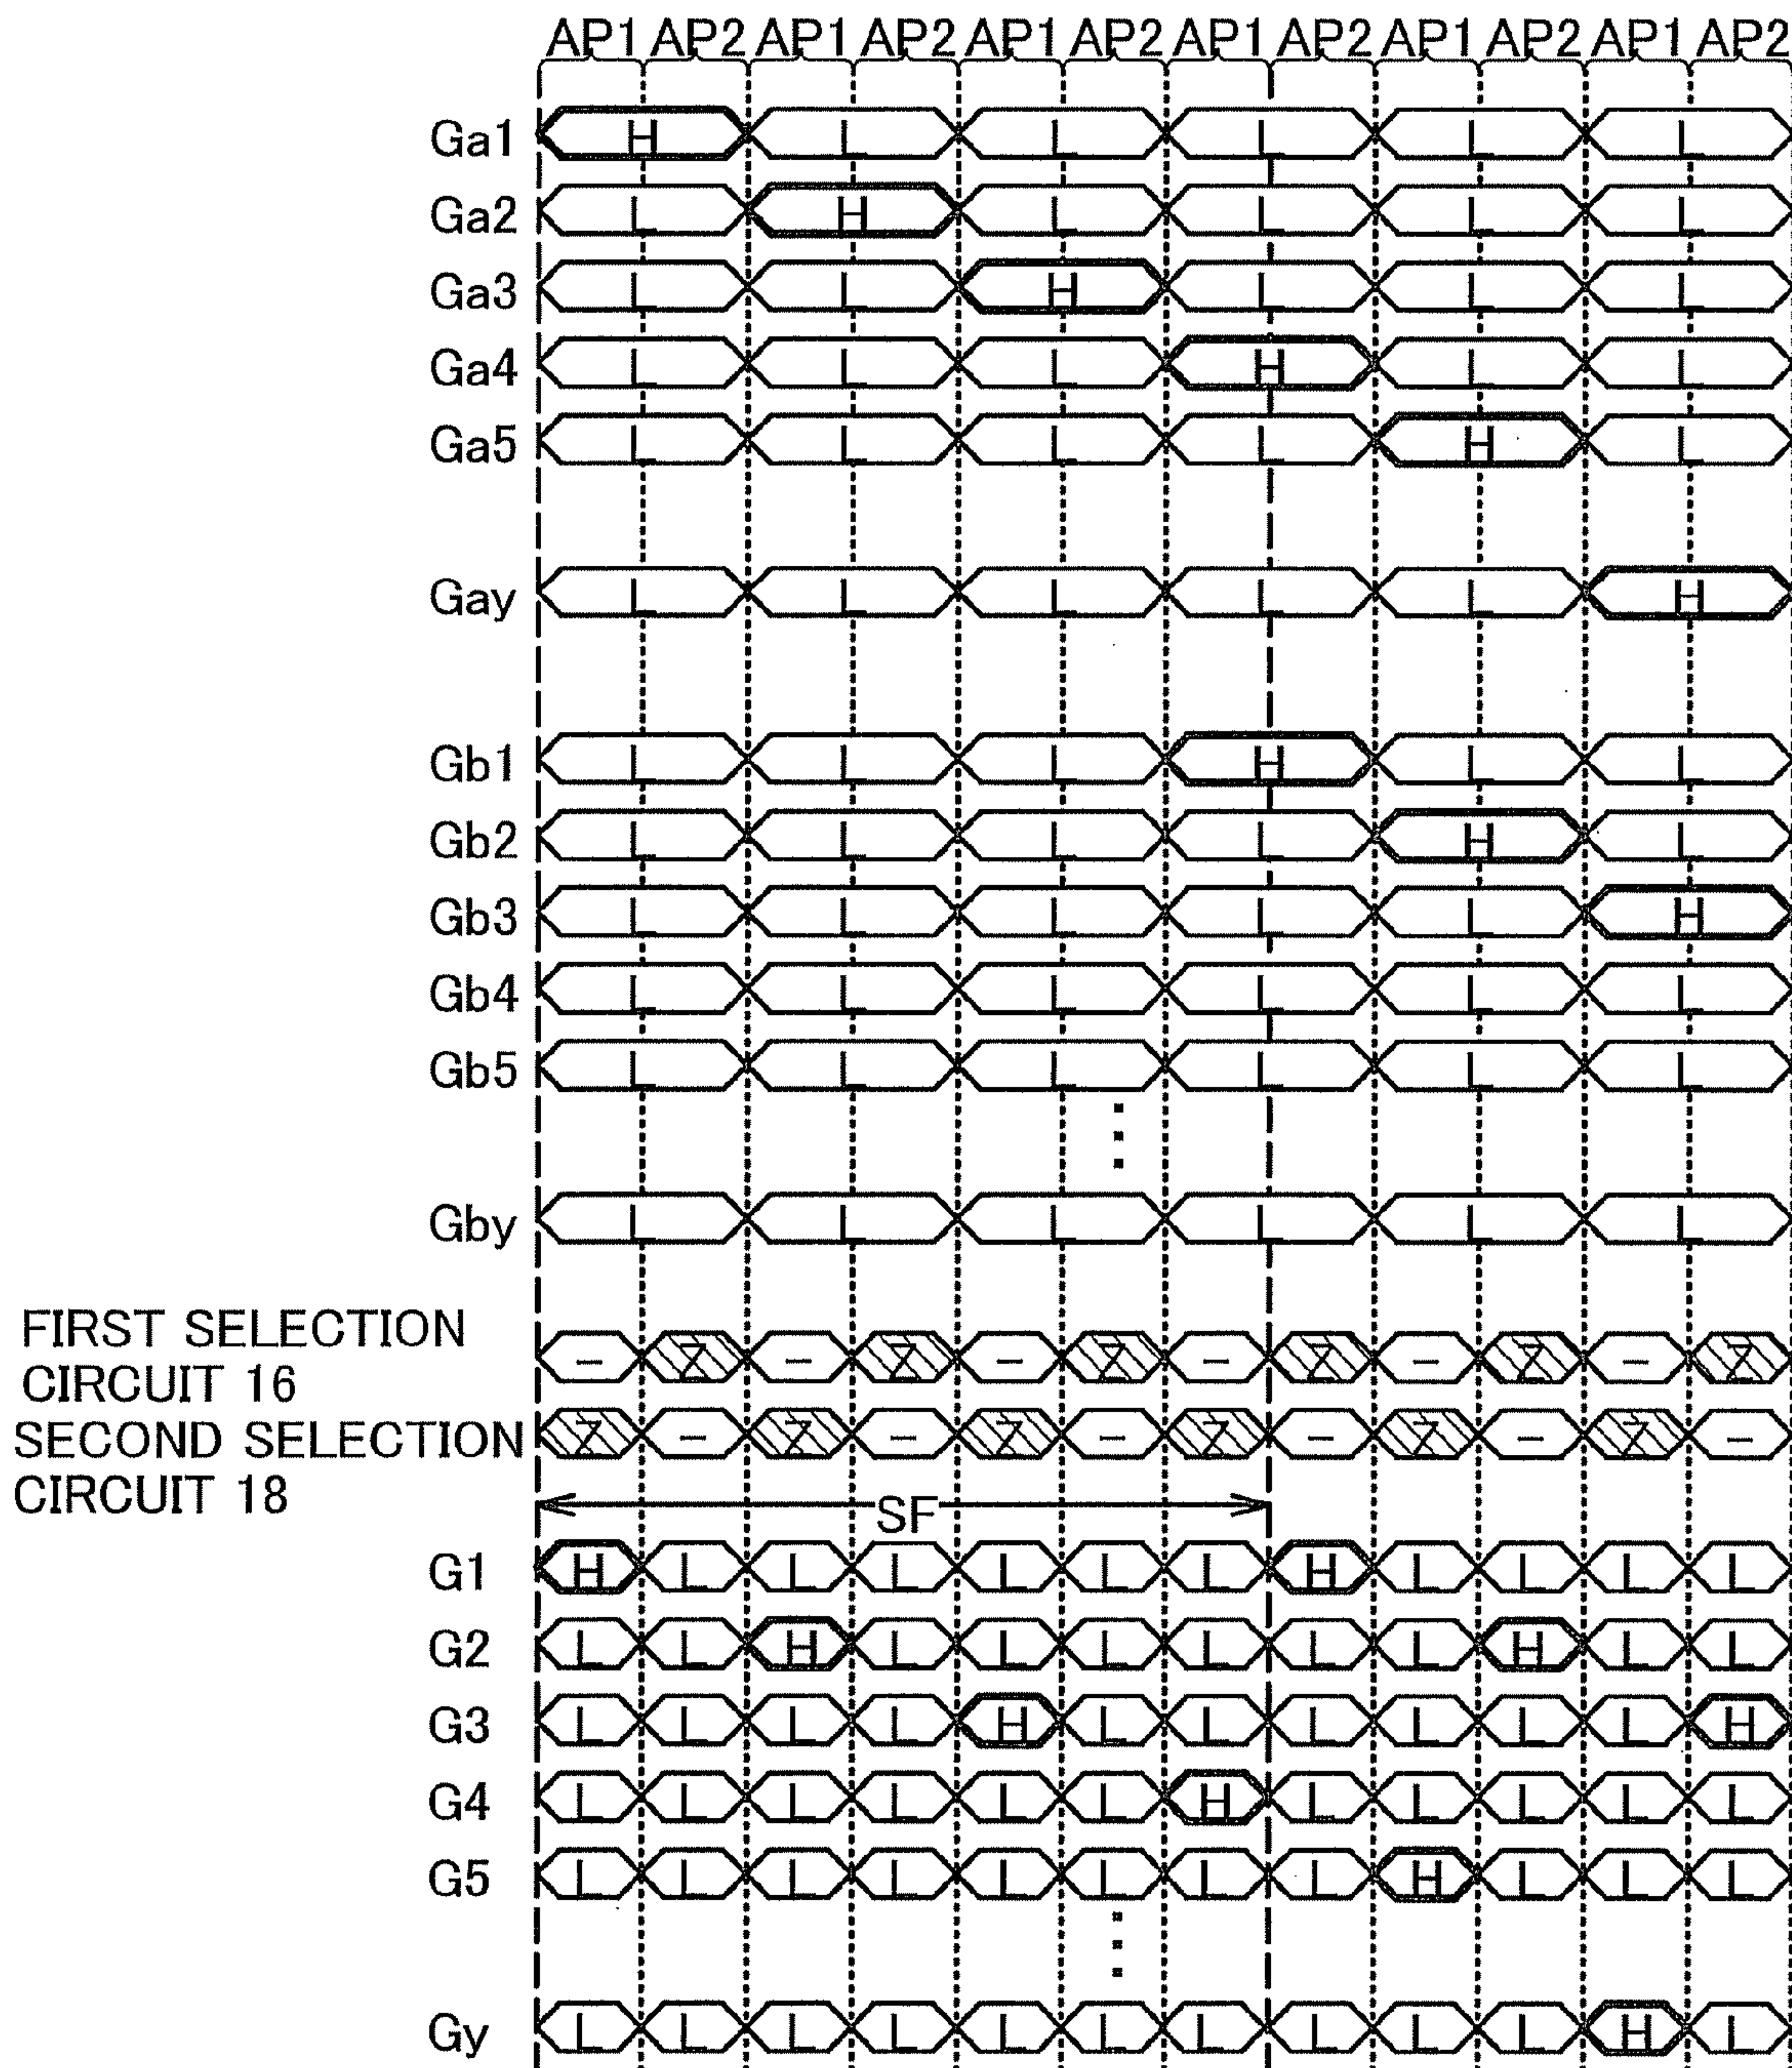 AP1 AP2 AP1 AP2 AP1 AP2 AP1 AP2 AP1 AP2 AP1 AP2
Ga1 H L L L L L
Ga2 L H L L L L
Ga3 L L H L L L
Ga4 L L L H L L
Ga5 L L L L H L
Gay L L L L L H
Gb1 L L L H L L
Gb2 L L L L H L
Gb3 L L L L L H
Gb4 L L L L L L
Gb5 L L L L L L
Gby L L L L L L
FIRST SELECTION
CIRCUIT 16 – Z – Z – Z – Z – Z – Z
SECOND SELECTION Z – Z – Z – Z – Z – Z –
CIRCUIT 18
SF
G1 H L L L L L L H L L L L
G2 L L H L L L L L L H L L
G3 L L L L H L L L L L L H
G4 L L L L L L H L L L L L
G5 L L L L L L L L H L L L
Gy L L L L L L L L L L H L